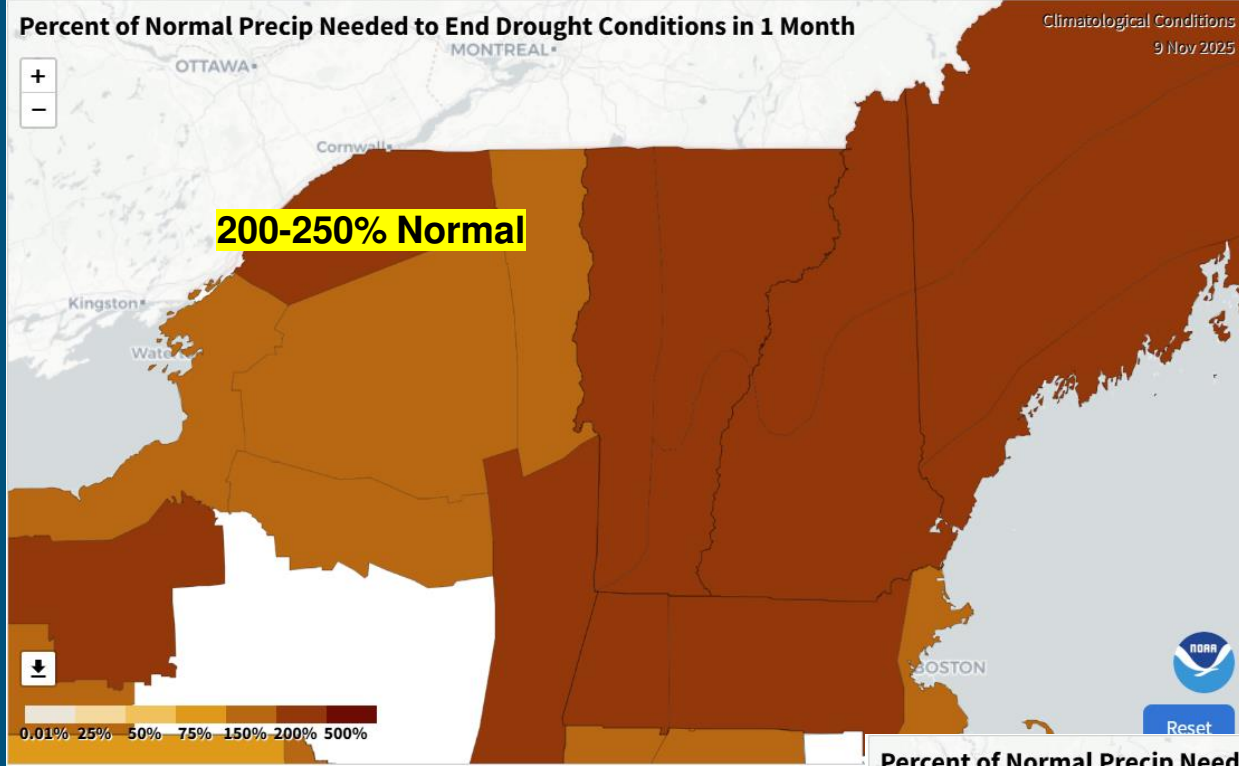 Percent of Normal Precip Needed to End Drought Conditions in 1 Month
Climatological Conditions
9 Nov 2025
MONTREAL
OTTAWA
+
−
Cornwall
200-250% Normal
Kingston
NOAA
BOSTON
0.01% 25% 50% 75% 150% 200% 500%
Reset
Percent of Normal Precip Need